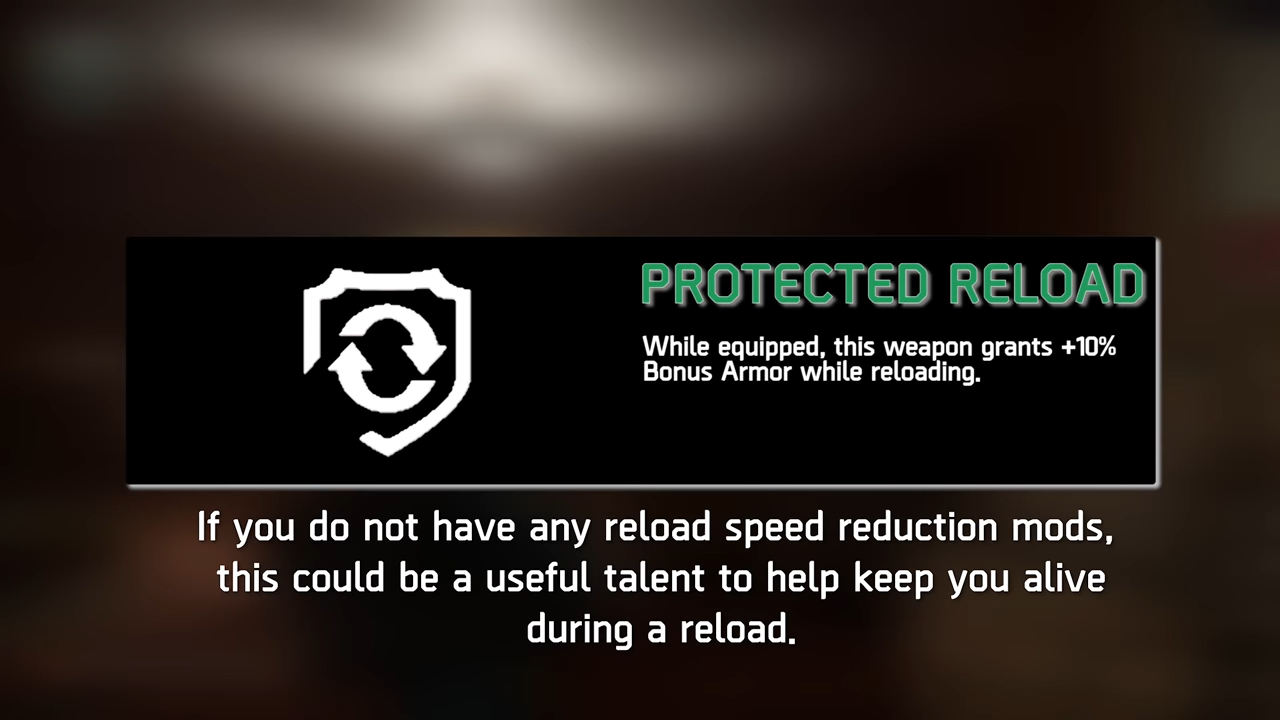 PROTECTED RELOAD
While equipped, this weapon grants +10%
Bonus Armor while reloading.
If you do not have any reload speed reduction mods,
this could be a useful talent to help keep you alive
during a reload.